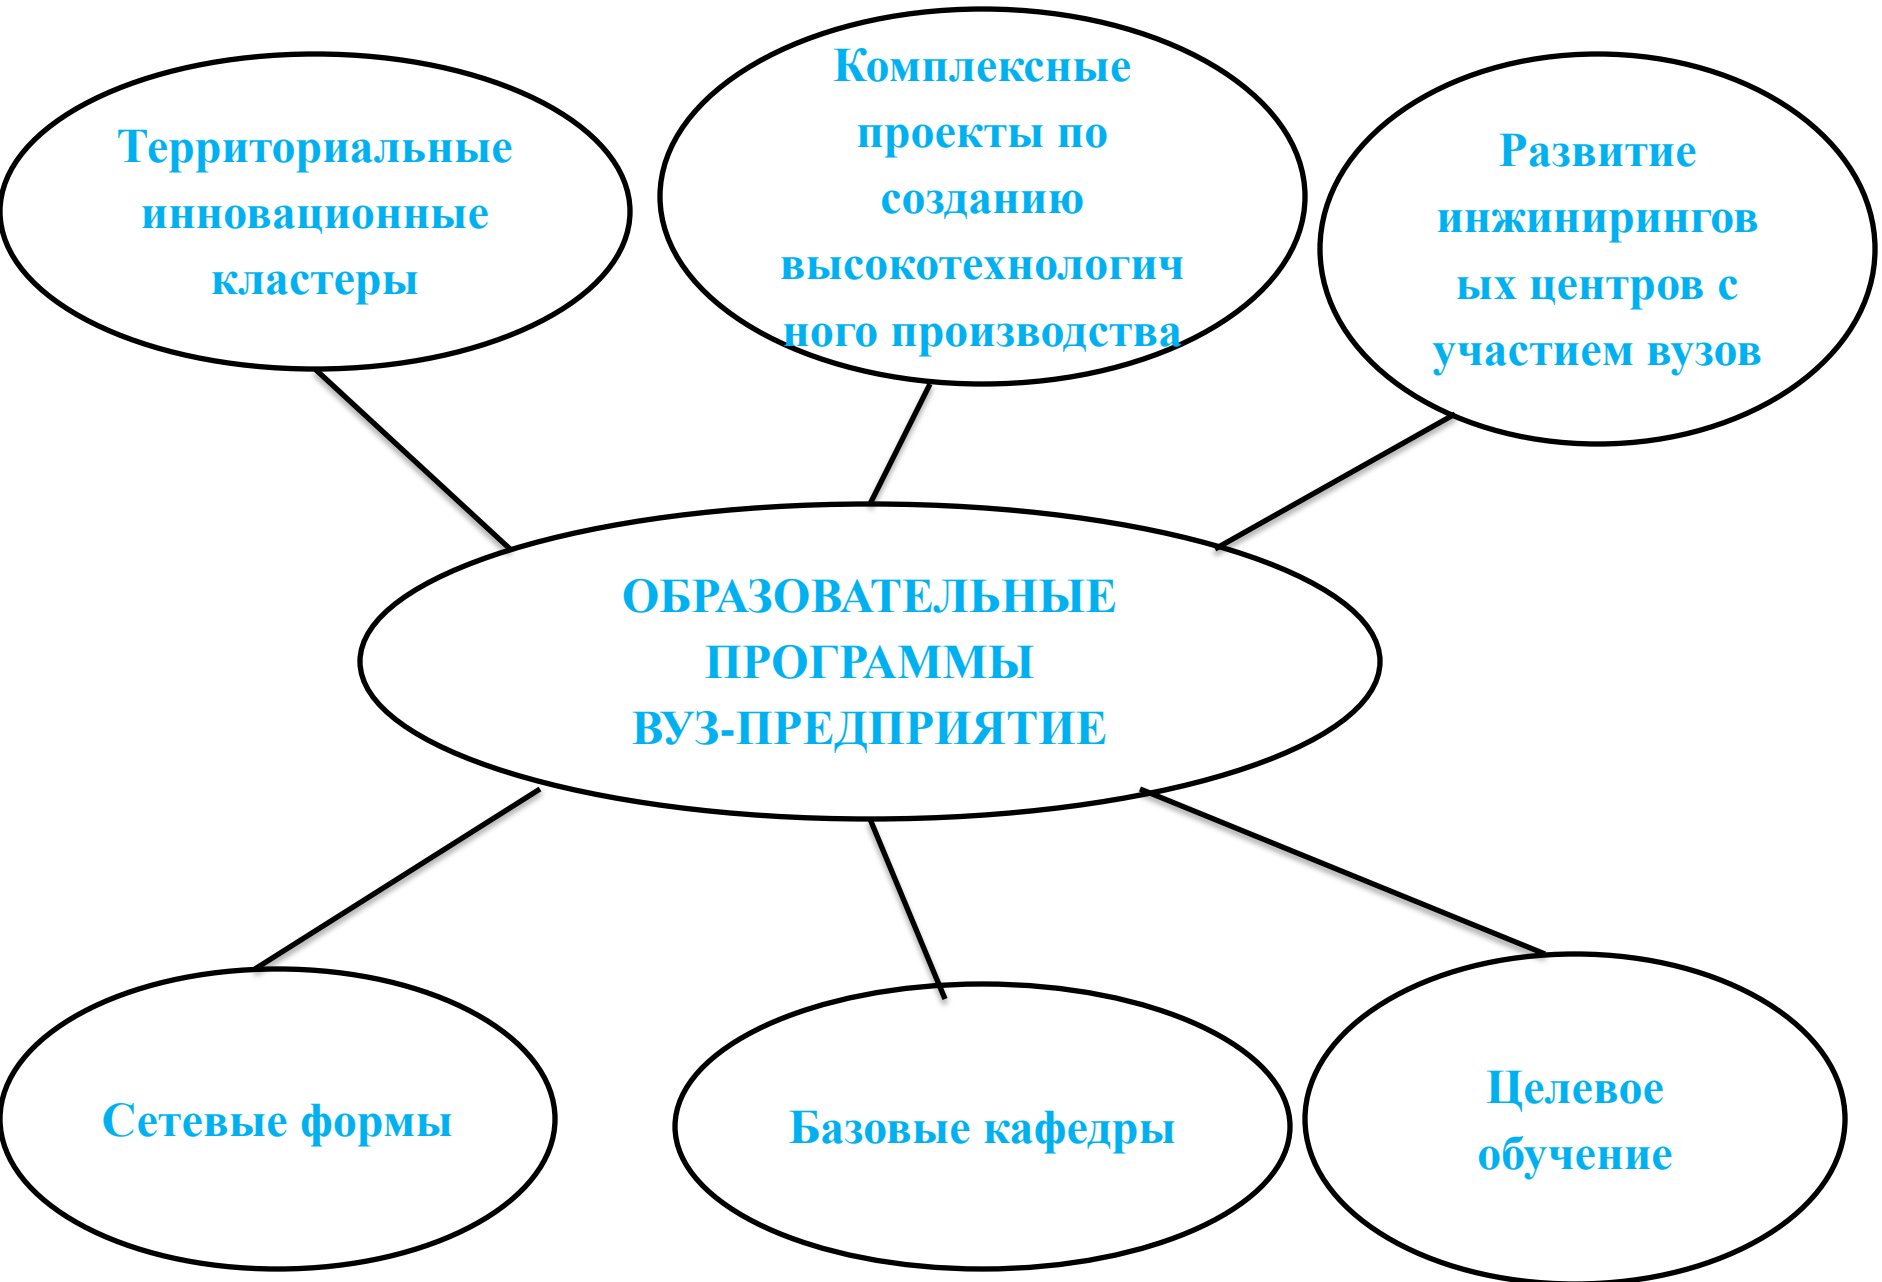 Территориальные
инновационные
кластеры
Комплексные
проекты по
созданию
высокотехнологич
ного производства
Развитие
инжинирингов
ых центров с
участием вузов
ОБРАЗОВАТЕЛЬНЫЕ
ПРОГРАММЫ
ВУЗ-ПРЕДПРИЯТИЕ
Сетевые формы
Базовые кафедры
Целевое
обучение